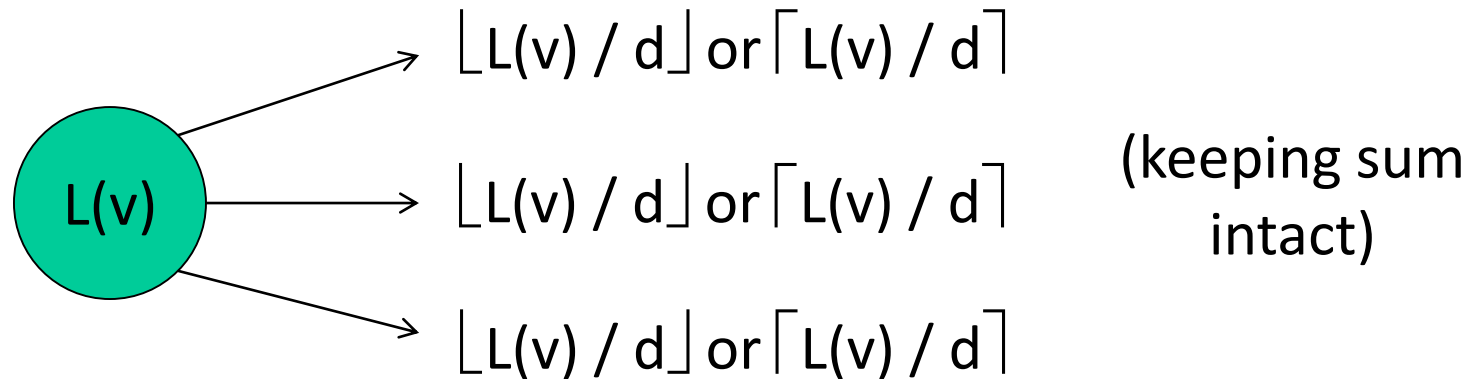 ⌊L(v) / d⌋ or ⌈L(v) / d⌉
L(v)
⌊L(v) / d⌋ or ⌈L(v) / d⌉
(keeping sum
intact)
⌊L(v) / d⌋ or ⌈L(v) / d⌉